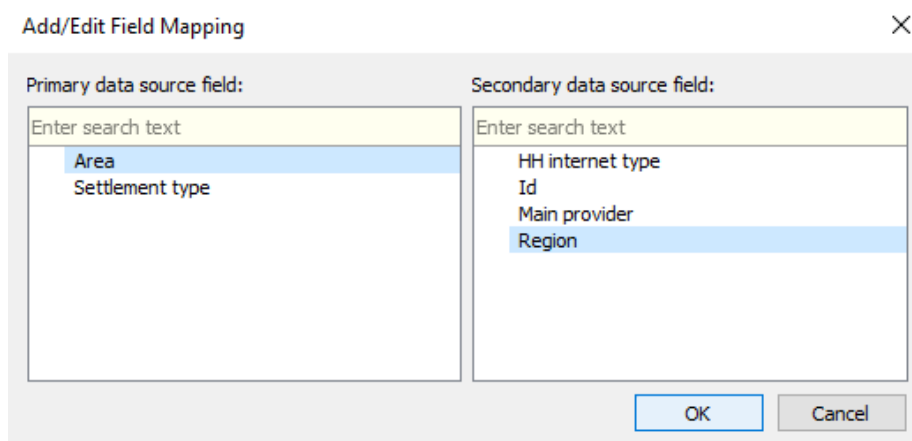 Add/Edit Field Mapping
Primary data source field:
Enter search text
Area
Settlement type
Secondary data source field:
Enter search text
HH internet type
Id
Main provider
Region
OK
Cancel